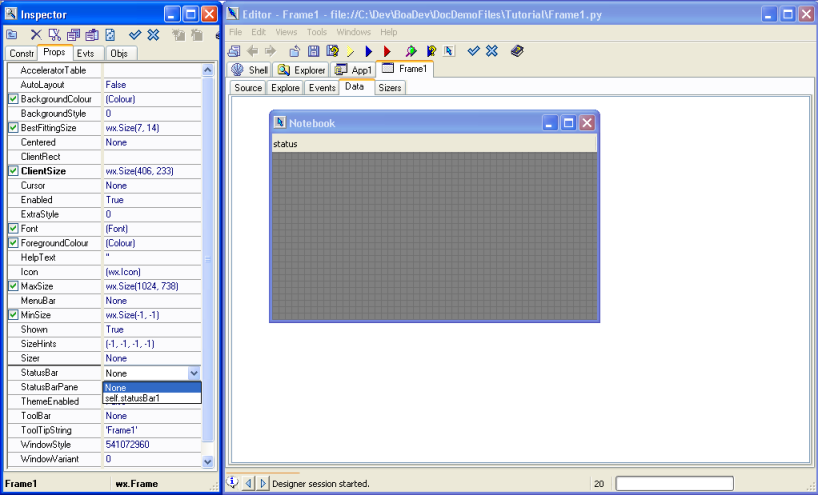 Inspector
Constr Props Evts Objs
AcceleratorTable
AutoLayout False
BackgroundColour (Colour)
BackgroundStyle 0
BestFittingSize wx.Size(7, 14)
Centered None
ClientRect
ClientSize wx.Size(406, 233)
Cursor None
Enabled True
ExtraStyle 0
Font (Font)
ForegroundColour (Colour)
HelpText ''
Icon (wx.Icon)
MaxSize wx.Size(1024, 738)
MenuBar None
MinSize wx.Size(-1, -1)
Shown True
SizeHints (-1, -1, -1, -1)
Sizer None
StatusBar None
StatusBarPane None
self.statusBar1
ThemeEnabled
ToolBar None
ToolTipString 'Frame1'
WindowStyle 541072960
WindowVariant 0
Frame1 wx.Frame
Editor - Frame1 - file://C:\Dev\BoaDev\DocDemoFiles\Tutorial\Frame1.py
File Edit Views Tools Windows Help
Shell Explorer App1 Frame1
Source Explore Events Data Sizers
Notebook
status
Designer session started. 20